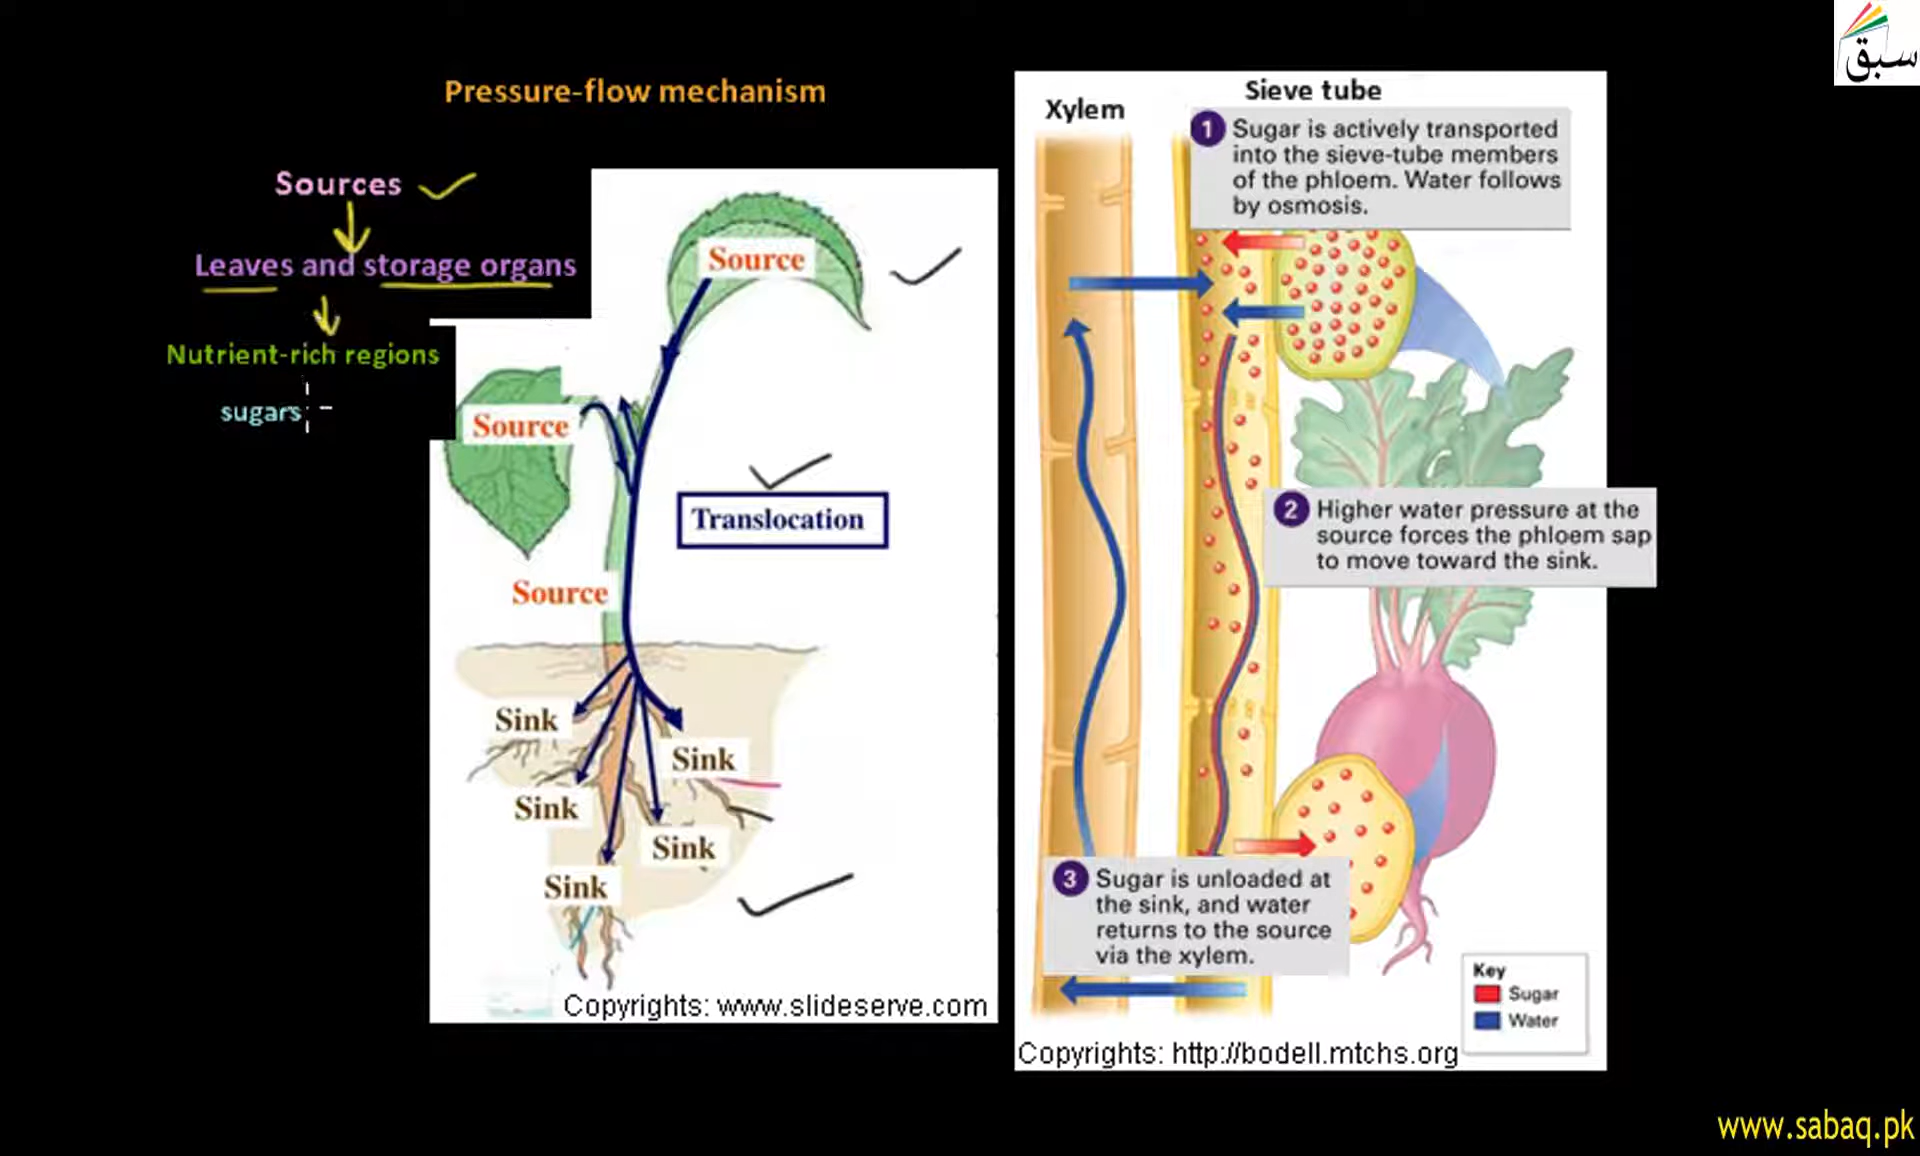 سبق
Pressure-flow mechanism
Sources
Leaves and storage organs
Nutrient-rich regions
sugars
Source
Source
Translocation
Source
Sink
Sink
Sink
Sink
Sink
Copyrights: www.slideserve.com
Xylem
Sieve tube
1 Sugar is actively transported
into the sieve-tube members
of the phloem. Water follows
by osmosis.
2 Higher water pressure at the
source forces the phloem sap
to move toward the sink.
3 Sugar is unloaded at
the sink, and water
returns to the source
via the xylem.
Key
Sugar
Water
Copyrights: http://bodell.mtchs.org
www.sabaq.pk